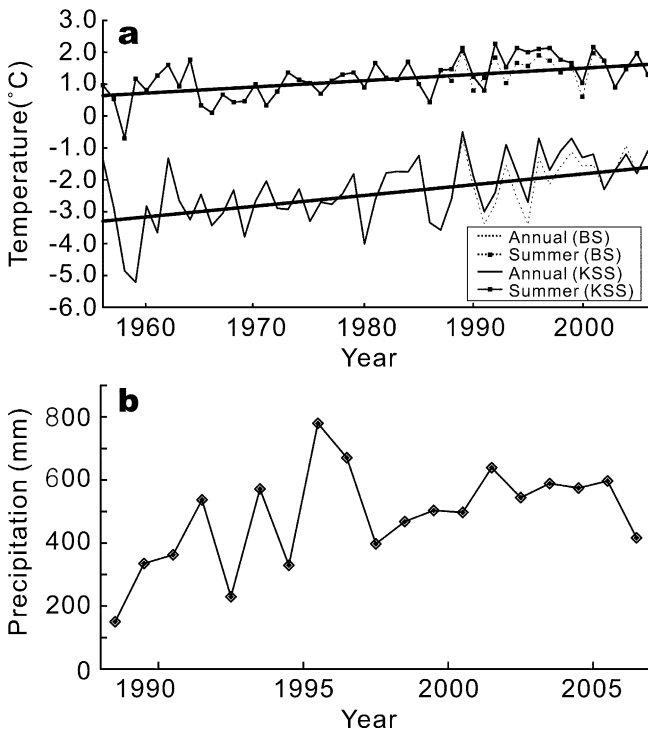 a
3.0
2.0
1.0
0
-1.0
-2.0
-3.0
-4.0
-5.0
-6.0
Temperature(°C)
Annual (BS)
Summer (BS)
Annual (KSS)
Summer (KSS)
1960 1970 1980 1990 2000
Year
b
800
600
400
200
0
Precipitation (mm)
1990 1995 2000 2005
Year